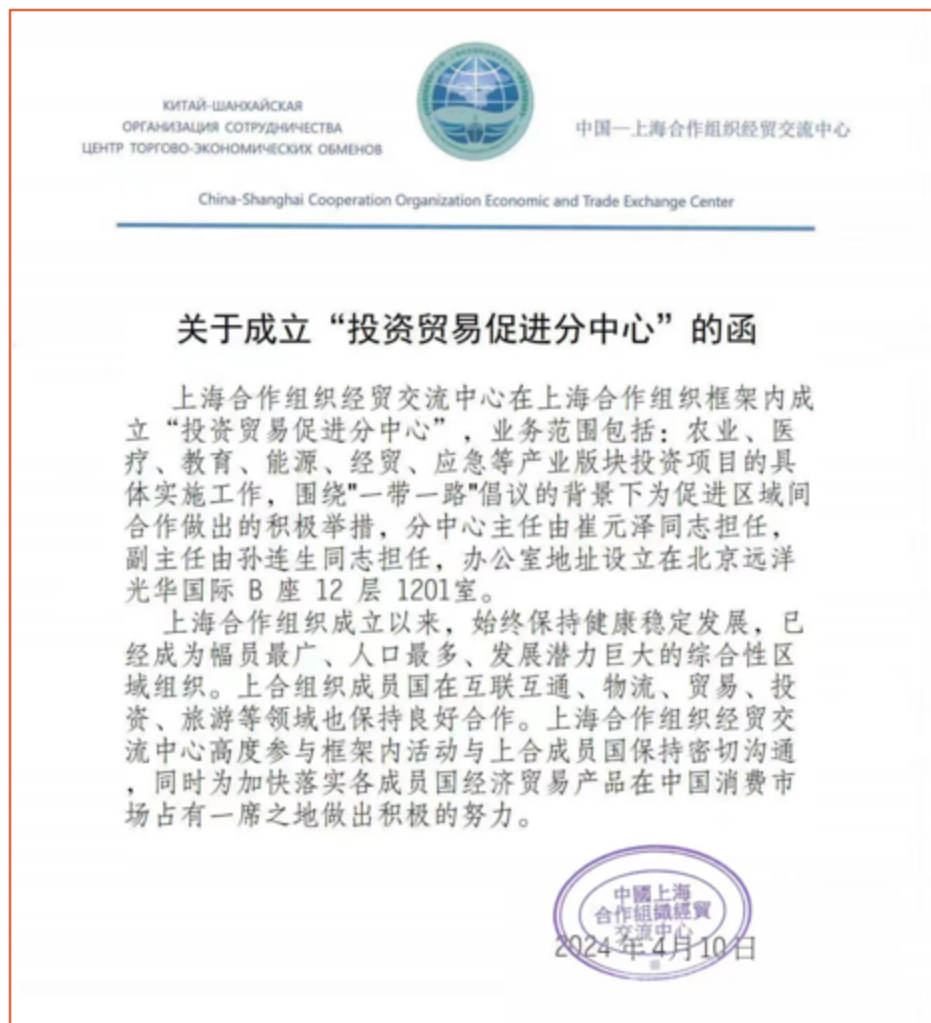 КИТАЙ-ШАНХАЙСКАЯ
ОРГАНИЗАЦИЯ СОТРУДНИЧЕСТВА
ЦЕНТР ТОРГОВО-ЭКОНОМИЧЕСКИХ ОБМЕНОВ
中国—上海合作组织经贸交流中心
China-Shanghai Cooperation Organization Economic and Trade Exchange Center
关于成立“投资贸易促进分中心”的函
上海合作组织经贸交流中心在上海合作组织框架内成
立“投资贸易促进分中心”，业务范围包括：农业、医
疗、教育、能源、经贸、应急等产业版块投资项目的具
体实施工作，围绕"一带一路"倡议的背景下为促进区域间
合作做出的积极举措，分中心主任由崔元泽同志担任，
副主任由孙连生同志担任，办公室地址设立在北京远洋
光华国际 B 座 12 层 1201室。
上海合作组织成立以来，始终保持健康稳定发展，已
经成为幅员最广、人口最多、发展潜力巨大的综合性区
域组织。上合组织成员国在互联互通、物流、贸易、投
资、旅游等领域也保持良好合作。上海合作组织经贸交
流中心高度参与框架内活动与上合成员国保持密切沟通
，同时为加快落实各成员国经济贸易产品在中国消费市
场占有一席之地做出积极的努力。
中國上海
合作組織經貿
交流中心
2024 年 4月 10 日